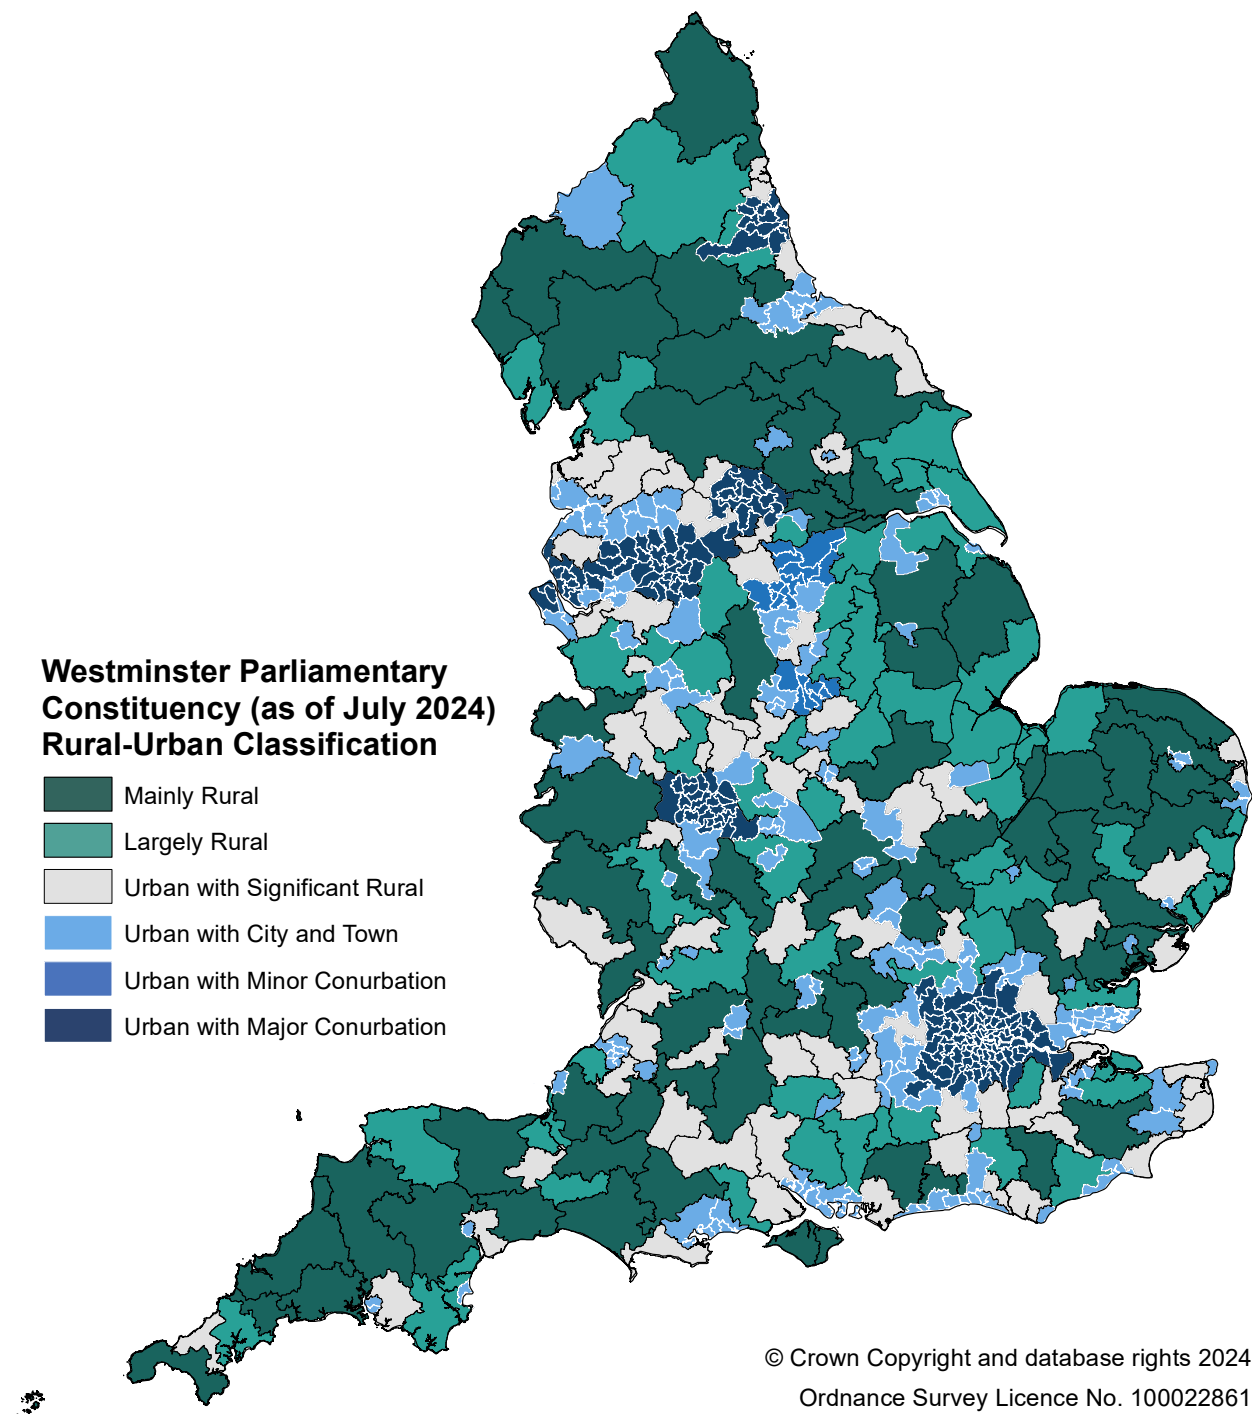 Westminster Parliamentary
Constituency (as of July 2024)
Rural-Urban Classification
Mainly Rural
Largely Rural
Urban with Significant Rural
Urban with City and Town
Urban with Minor Conurbation
Urban with Major Conurbation
© Crown Copyright and database rights 2024
Ordnance Survey Licence No. 100022861